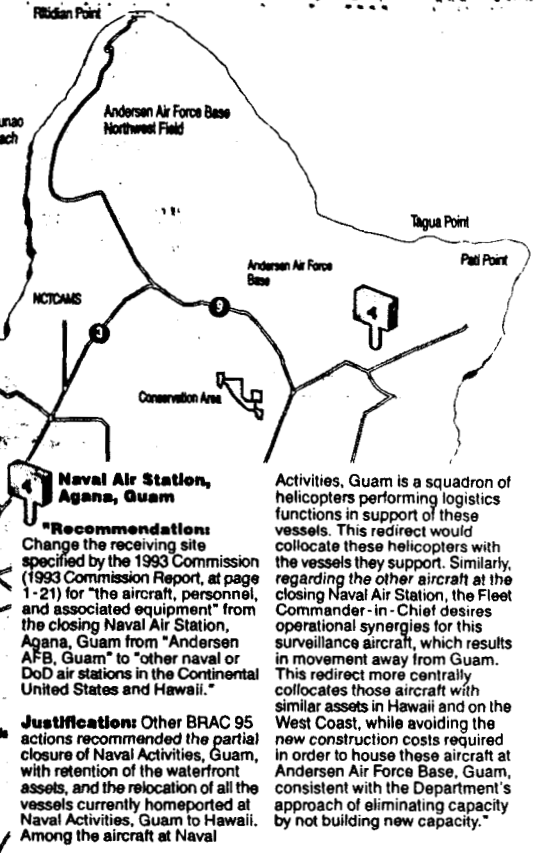 Ritidian Point
unao
ach
Andersen Air Force Base
Northwest Field
Tagua Point
Pati Point
Andersen Air Force
Base
NCTCAMS
9
4
3
Conservation Area
4
Naval Air Station,
Agana, Guam
"Recommendation:
Change the receiving site
specified by the 1993 Commission
(1993 Commission Report, at page
1-21) for "the aircraft, personnel,
and associated equipment" from
the closing Naval Air Station,
Agana, Guam from "Andersen
AFB, Guam" to "other naval or
DoD air stations in the Continental
United States and Hawaii."
Justification: Other BRAC 95
actions recommended the partial
closure of Naval Activities, Guam,
with retention of the waterfront
assets, and the relocation of all the
vessels currently homeported at
Naval Activities, Guam to Hawaii.
Among the aircraft at Naval
Activities, Guam is a squadron of
helicopters performing logistics
functions in support of these
vessels. This redirect would
collocate these helicopters with
the vessels they support. Similarly,
regarding the other aircraft at the
closing Naval Air Station, the Fleet
Commander-in-Chief desires
operational synergies for this
surveillance aircraft, which results
in movement away from Guam.
This redirect more centrally
collocates those aircraft with
similar assets in Hawaii and on the
West Coast, while avoiding the
new construction costs required
in order to house these aircraft at
Andersen Air Force Base, Guam,
consistent with the Department's
approach of eliminating capacity
by not building new capacity."